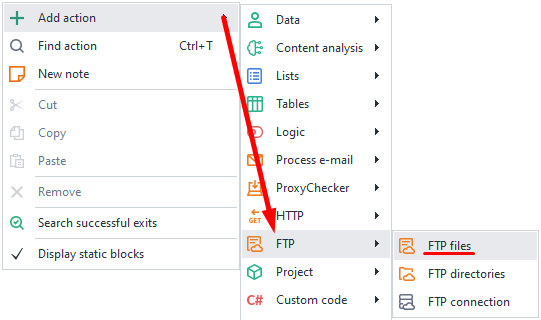 Add action
Find action Ctrl+T
New note
Cut
Copy
Paste
Remove
Search successful exits
Display static blocks
Data
Content analysis
Lists
Tables
Logic
Process e-mail
ProxyChecker
GET HTTP
FTP
Project
C# Custom code
FTP files
FTP directories
FTP connection